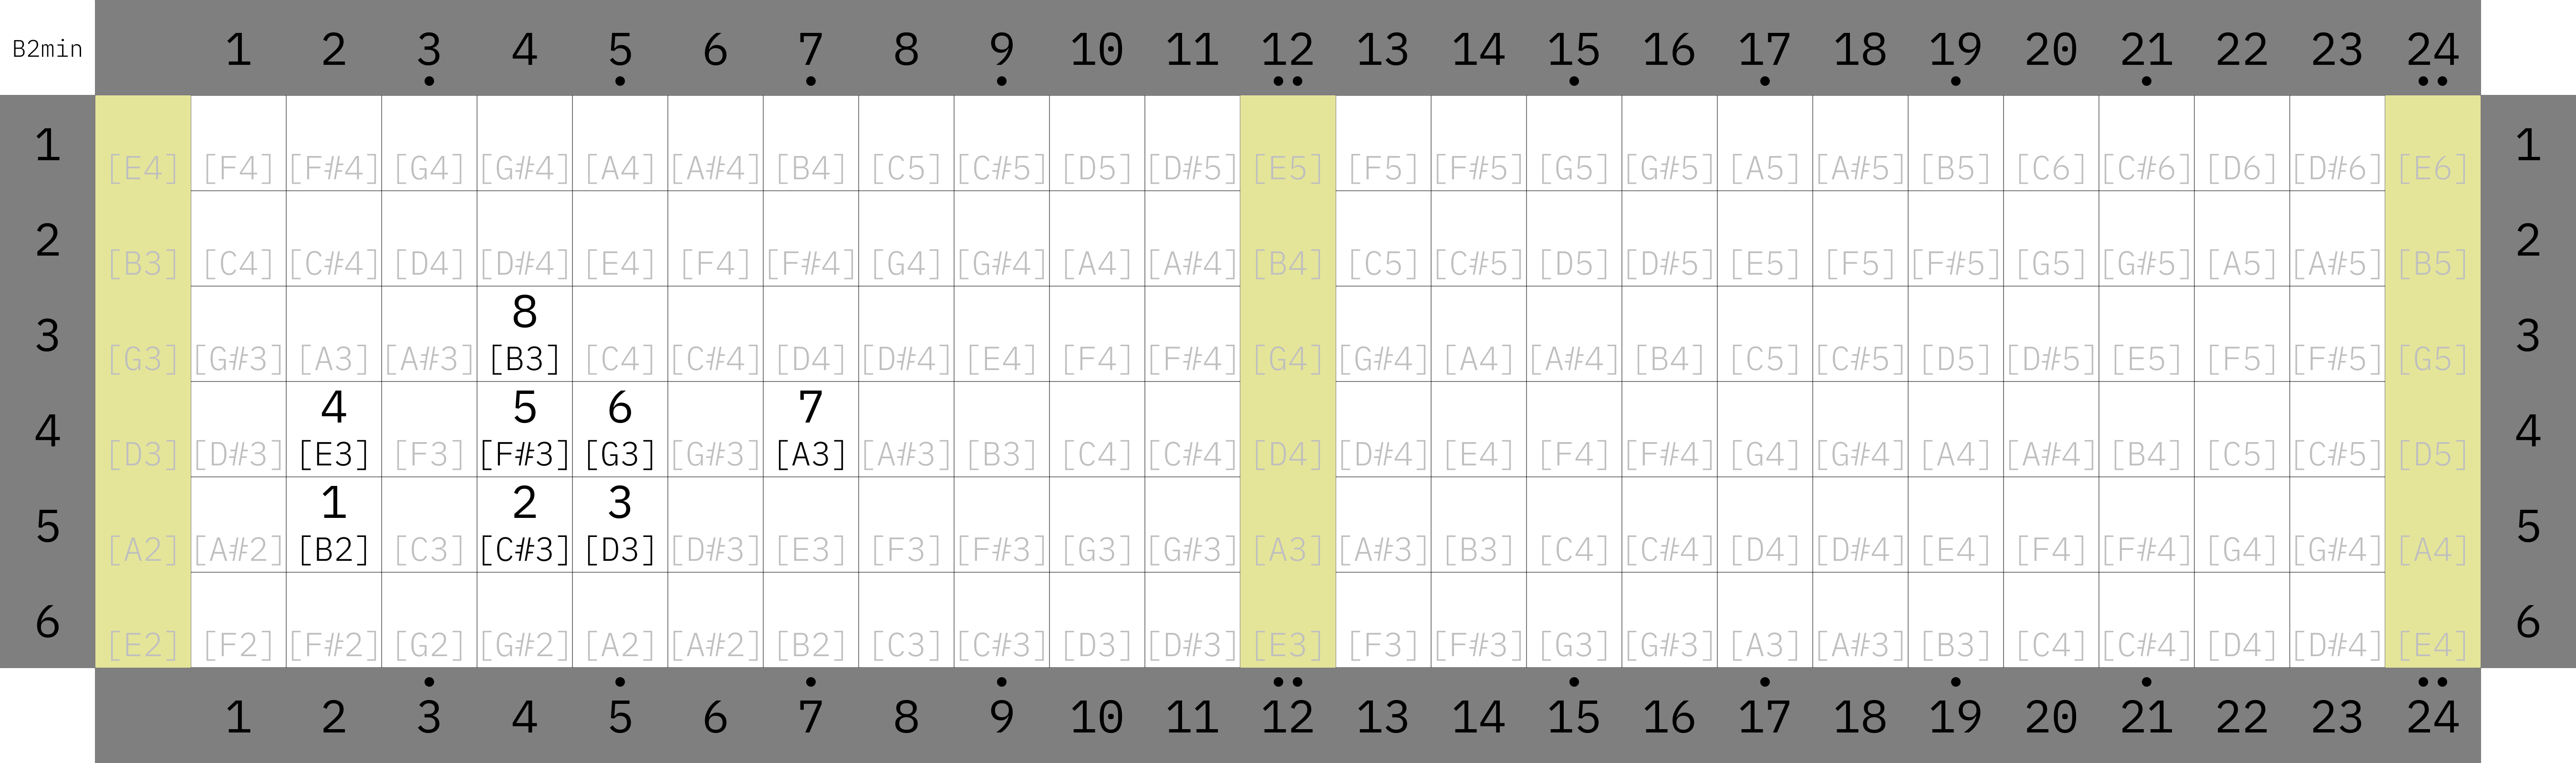 B2min 1 2 3 4 5 6 7 8 9 10 11 12 13 14 15 16 17 18 19 20 21 22 23 24
1 [E4] [F4] [F#4] [G4] [G#4] [A4] [A#4] [B4] [C5] [C#5] [D5] [D#5] [E5] [F5] [F#5] [G5] [G#5] [A5] [A#5] [B5] [C6] [C#6] [D6] [D#6] [E6] 1
2 [B3] [C4] [C#4] [D4] [D#4] [E4] [F4] [F#4] [G4] [G#4] [A4] [A#4] [B4] [C5] [C#5] [D5] [D#5] [E5] [F5] [F#5] [G5] [G#5] [A5] [A#5] [B5] 2
8
3 [G3] [G#3] [A3] [A#3] [B3] [C4] [C#4] [D4] [D#4] [E4] [F4] [F#4] [G4] [G#4] [A4] [A#4] [B4] [C5] [C#5] [D5] [D#5] [E5] [F5] [F#5] [G5] 3
4 5 6 7
4 [D3] [D#3] [E3] [F3] [F#3] [G3] [G#3] [A3] [A#3] [B3] [C4] [C#4] [D4] [D#4] [E4] [F4] [F#4] [G4] [G#4] [A4] [A#4] [B4] [C5] [C#5] [D5] 4
1 2 3
5 [A2] [A#2] [B2] [C3] [C#3] [D3] [D#3] [E3] [F3] [F#3] [G3] [G#3] [A3] [A#3] [B3] [C4] [C#4] [D4] [D#4] [E4] [F4] [F#4] [G4] [G#4] [A4] 5
6 [E2] [F2] [F#2] [G2] [G#2] [A2] [A#2] [B2] [C3] [C#3] [D3] [D#3] [E3] [F3] [F#3] [G3] [G#3] [A3] [A#3] [B3] [C4] [C#4] [D4] [D#4] [E4] 6
1 2 3 4 5 6 7 8 9 10 11 12 13 14 15 16 17 18 19 20 21 22 23 24